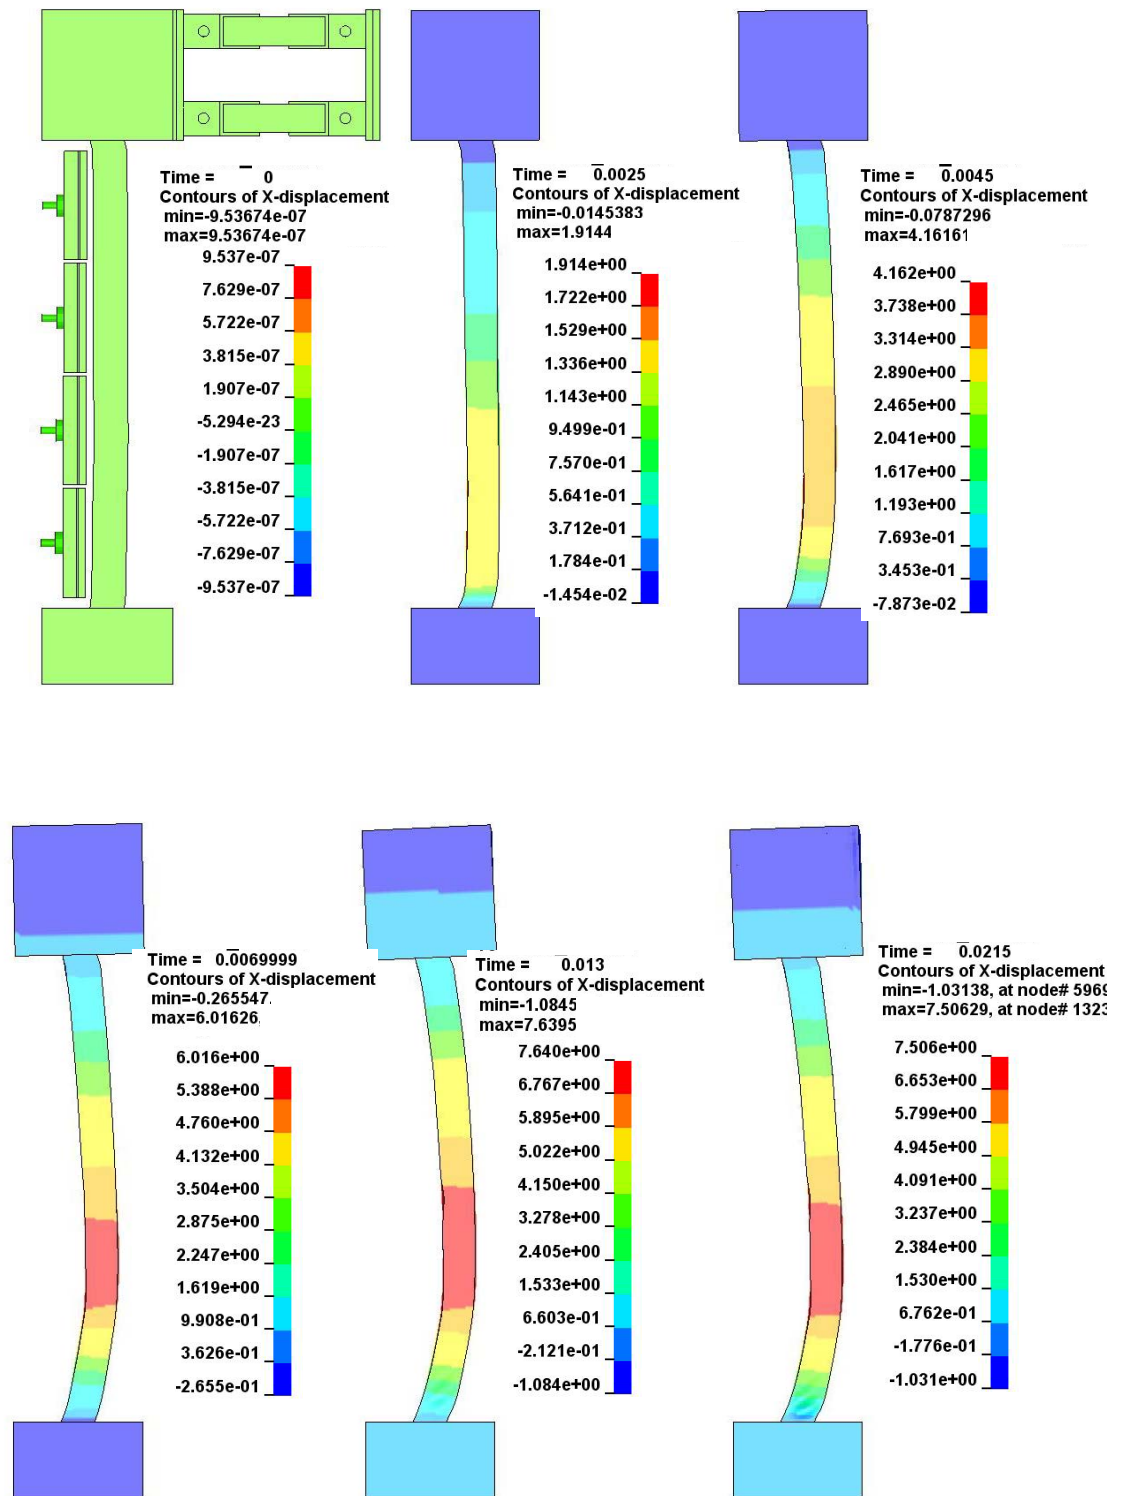 Time = 0
Contours of X-displacement
min=-9.53674e-07
max=9.53674e-07
9.537e-07
7.629e-07
5.722e-07
3.815e-07
1.907e-07
-5.294e-23
-1.907e-07
-3.815e-07
-5.722e-07
-7.629e-07
-9.537e-07
Time = 0.0025
Contours of X-displacement
min=-0.0145383
max=1.9144
1.914e+00
1.722e+00
1.529e+00
1.336e+00
1.143e+00
9.499e-01
7.570e-01
5.641e-01
3.712e-01
1.784e-01
-1.454e-02
Time = 0.0045
Contours of X-displacement
min=-0.0787296
max=4.16161
4.162e+00
3.738e+00
3.314e+00
2.890e+00
2.465e+00
2.041e+00
1.617e+00
1.193e+00
7.693e-01
3.453e-01
-7.873e-02
Time = 0.0069999
Contours of X-displacement
min=-0.265547
max=6.01626
6.016e+00
5.388e+00
4.760e+00
4.132e+00
3.504e+00
2.875e+00
2.247e+00
1.619e+00
9.908e-01
3.626e-01
-2.655e-01
Time = 0.013
Contours of X-displacement
min=-1.0845
max=7.6395
7.640e+00
6.767e+00
5.895e+00
5.022e+00
4.150e+00
3.278e+00
2.405e+00
1.533e+00
6.603e-01
-2.121e-01
-1.084e+00
Time = 0.0215
Contours of X-displacement
min=-1.03138, at node# 5969
max=7.50629, at node# 1323
7.506e+00
6.653e+00
5.799e+00
4.945e+00
4.091e+00
3.237e+00
2.384e+00
1.530e+00
6.762e-01
-1.776e-01
-1.031e+00